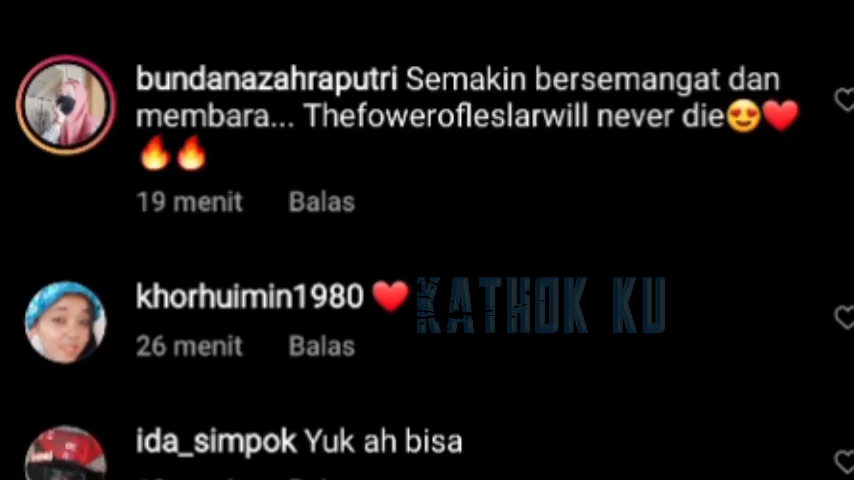 bundanazahraputri Semakin bersemangat dan
membara... Thefowerofleslarwill never die😍❤️
🔥🔥
19 menit Balas
khorhuimin1980 ❤️
KATHOK KU
26 menit Balas
ida_simpok Yuk ah bisa